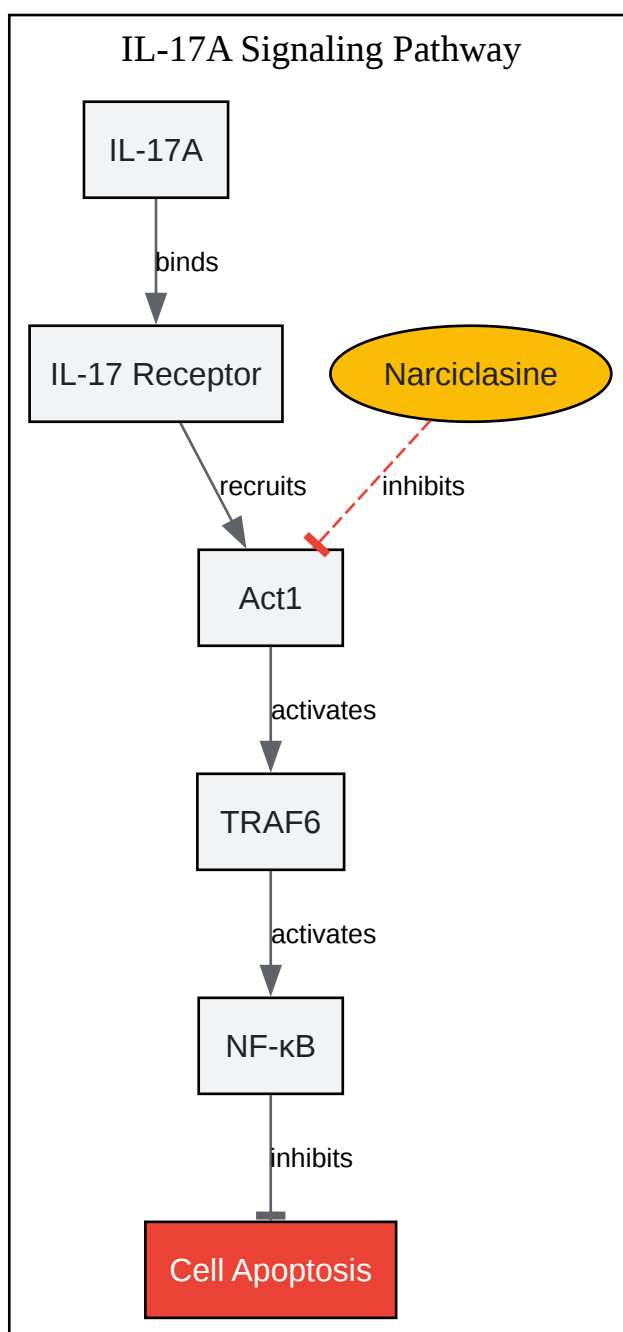 IL-17A Signaling Pathway
IL-17A
binds
IL-17 Receptor
Narciclasine
recruits
inhibits
Act1
activates
TRAF6
activates
NF-κB
inhibits
Cell Apoptosis